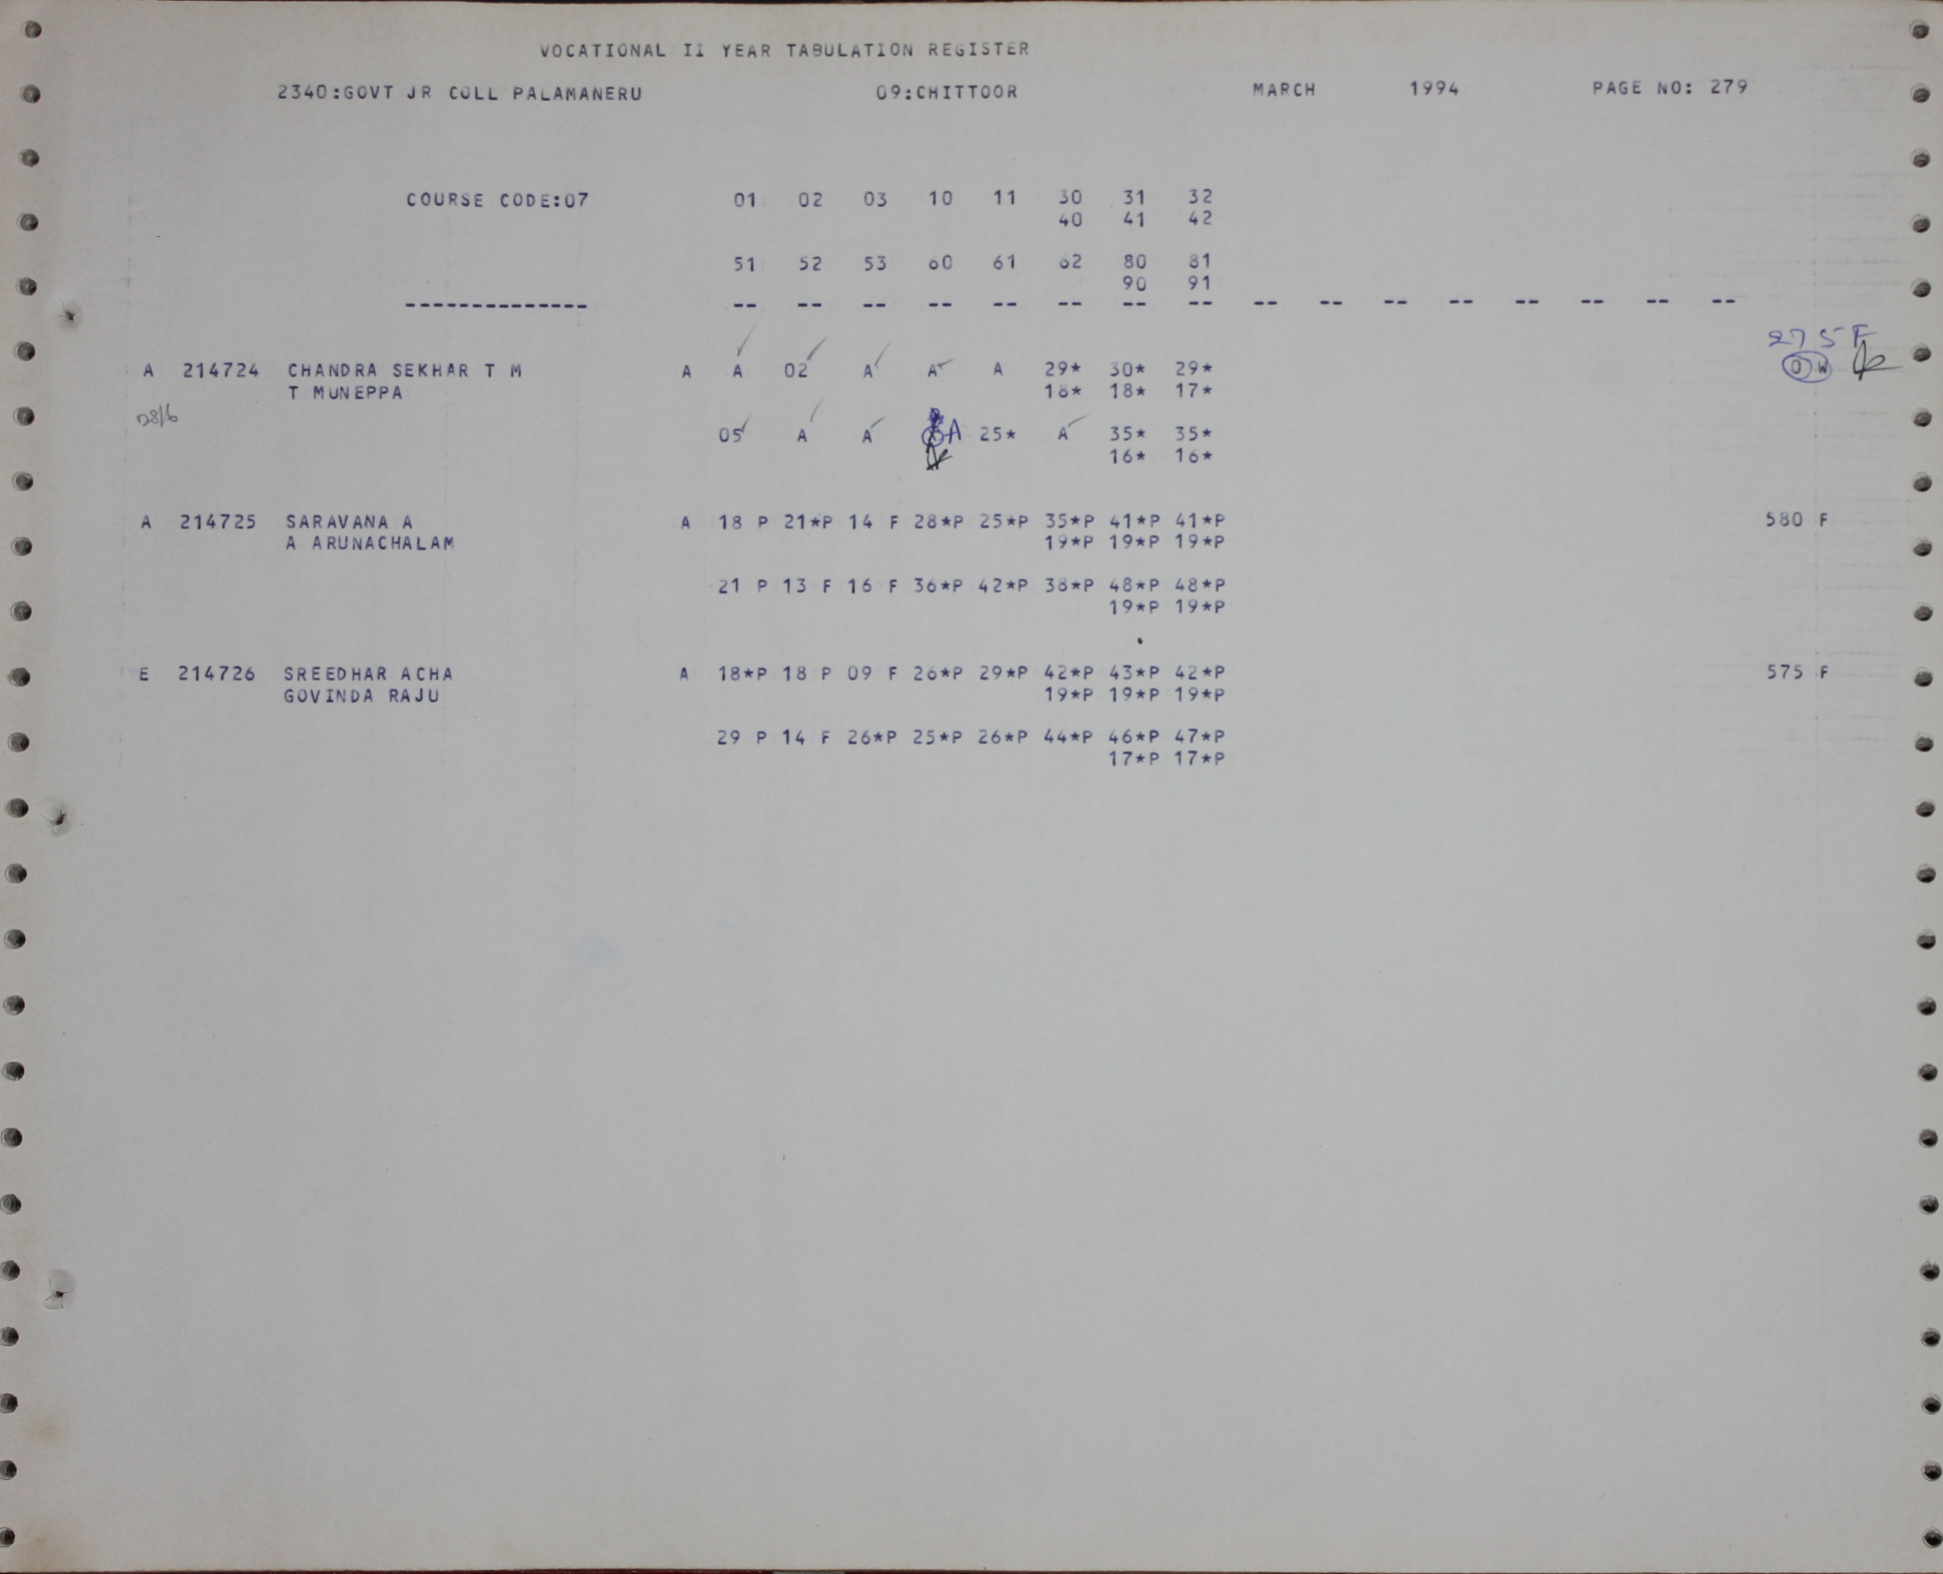 VOCATIONAL II YEAR TABULATION REGISTER
2340:GOVT JR COLL PALAMANERU 09:CHITTOOR MARCH 1994 PAGE NO: 279
COURSE CODE:07 01 02 03 10 11 30 31 32
40 41 42
51 52 53 60 61 62 80 81
90 91
-------------- -- -- -- -- -- -- -- -- -- -- -- -- -- -- -- --
275 F
A 214724 CHANDRA SEKHAR T M A A 02 A A A 29* 30* 29* OW
T MUNEPPA 18* 18* 17*
05 A A A 25* A 35* 35*
16* 16*
A 214725 SARAVANA A A 18 P 21*P 14 F 28*P 25*P 35*P 41*P 41*P 580 F
A ARUNACHALAM 19*P 19*P 19*P
21 P 13 F 16 F 36*P 42*P 38*P 48*P 48*P
19*P 19*P
E 214726 SREEDHAR ACHA A 18*P 18 P 09 F 26*P 29*P 42*P 43*P 42*P 575 F
GOVINDA RAJU 19*P 19*P 19*P
29 P 14 F 26*P 25*P 26*P 44*P 46*P 47*P
17*P 17*P